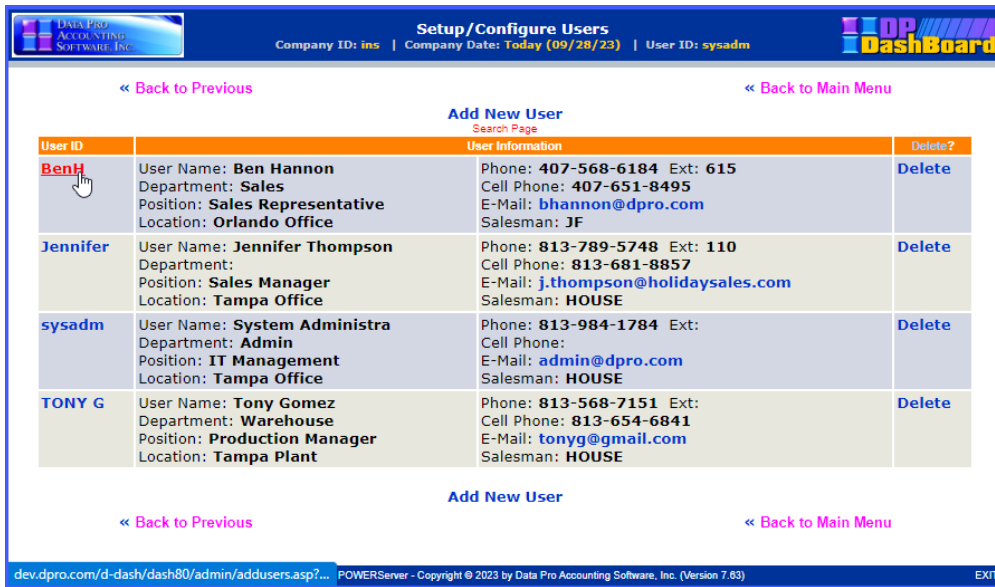 DATA PRO
ACCOUNTING
SOFTWARE, INC.
Setup/Configure Users
Company ID: ins | Company Date: Today (09/28/23) | User ID: sysadm
DP
DashBoard
« Back to Previous
« Back to Main Menu
Add New User
Search Page
User ID User Information Delete?
BenH
User Name: Ben Hannon
Department: Sales
Position: Sales Representative
Location: Orlando Office
Phone: 407-568-6184 Ext: 615
Cell Phone: 407-651-8495
E-Mail: bhannon@dpro.com
Salesman: JF
Delete
Jennifer
User Name: Jennifer Thompson
Department:
Position: Sales Manager
Location: Tampa Office
Phone: 813-789-5748 Ext: 110
Cell Phone: 813-681-8857
E-Mail: j.thompson@holidaysales.com
Salesman: HOUSE
Delete
sysadm
User Name: System Administra
Department: Admin
Position: IT Management
Location: Tampa Office
Phone: 813-984-1784 Ext:
Cell Phone:
E-Mail: admin@dpro.com
Salesman: HOUSE
Delete
TONY G
User Name: Tony Gomez
Department: Warehouse
Position: Production Manager
Location: Tampa Plant
Phone: 813-568-7151 Ext:
Cell Phone: 813-654-6841
E-Mail: tonyg@gmail.com
Salesman: HOUSE
Delete
Add New User
« Back to Previous
« Back to Main Menu
dev.dpro.com/d-dash/dash80/admin/addusers.asp?...
POWERServer - Copyright © 2023 by Data Pro Accounting Software, Inc. (Version 7.63)
EXIT